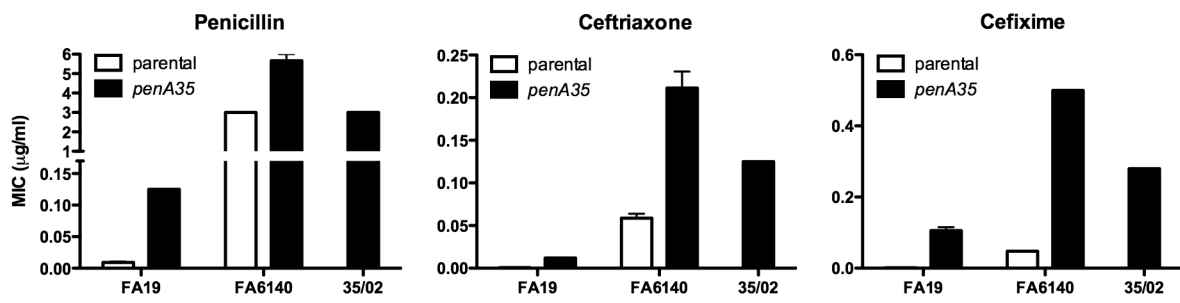 Penicillin
MIC (μg/ml)
6
5
4
3
2
1
0.15
0.10
0.05
0.00
parental
penA35
FA19 FA6140 35/02
Ceftriaxone
0.25
0.20
0.15
0.10
0.05
0.00
parental
penA35
FA19 FA6140 35/02
Cefixime
0.6
0.4
0.2
0.0
parental
penA35
FA19 FA6140 35/02